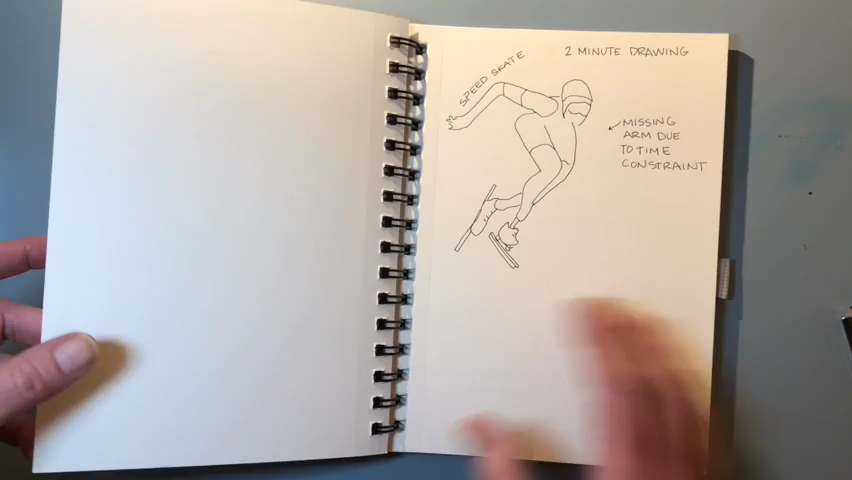 2 MINUTE DRAWING
SPEED SKATE
MISSING
ARM DUE
TO TIME
CONSTRAINT